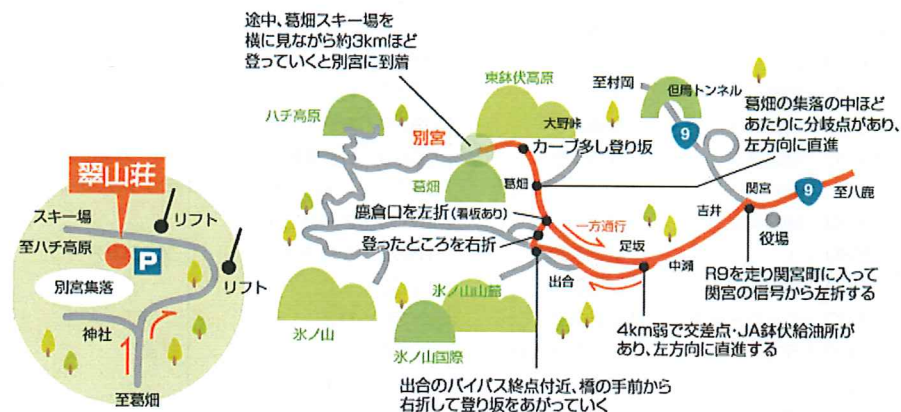 途中、葛畑スキー場を
横に見ながら約3kmほど
登っていくと別宮に到着
東鉢伏高原
至村岡
但馬トンネル
葛畑の集落の中ほど
あたりに分岐点があり、
左方向に直進
ハチ高原
大野峠
9
別宮
カーブ多し登り坂
葛畑
葛畑
関宮
9
至八鹿
鹿倉口を左折(看板あり)
一方通行
吉井
役場
登ったところを右折
足坂
中瀬
出合
R9を走り関宮町に入って
関宮の信号から左折する
氷ノ山山麓
氷ノ山
氷ノ山国際
4km弱で交差点・JA鉢伏給油所が
あり、左方向に直進する
出合のバイパス終点付近、橋の手前から
右折して登り坂をあがっていく
翠山荘
スキー場
リフト
至ハチ高原
P
別宮集落
リフト
神社
至葛畑